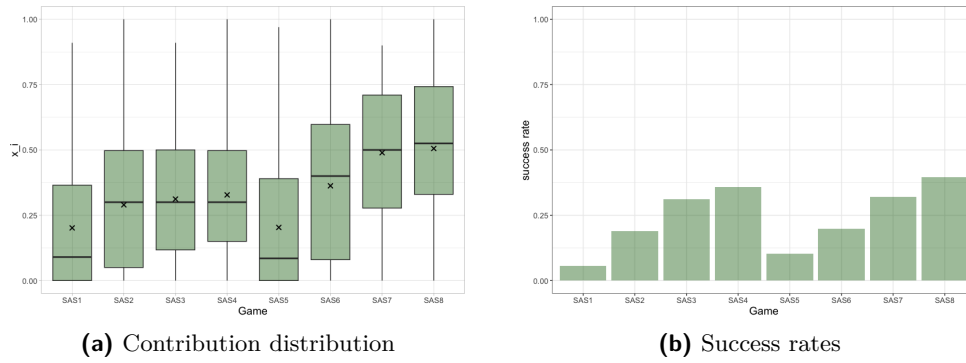 1.00
0.75
0.50
0.25
0.00
x_i
SAS1 SAS2 SAS3 SAS4 SAS5 SAS6 SAS7 SAS8
Game
(a) Contribution distribution
1.00
0.75
0.50
0.25
0.00
success rate
SAS1 SAS2 SAS3 SAS4 SAS5 SAS6 SAS7 SAS8
Game
(b) Success rates